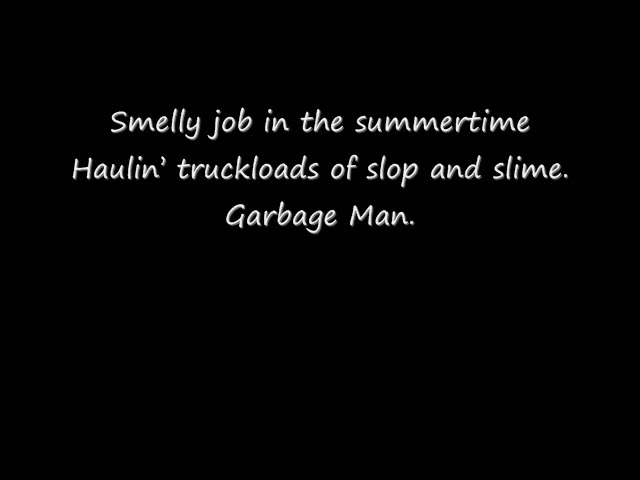 Smelly job in the summertime
Haulin’ truckloads of slop and slime.
Garbage Man.